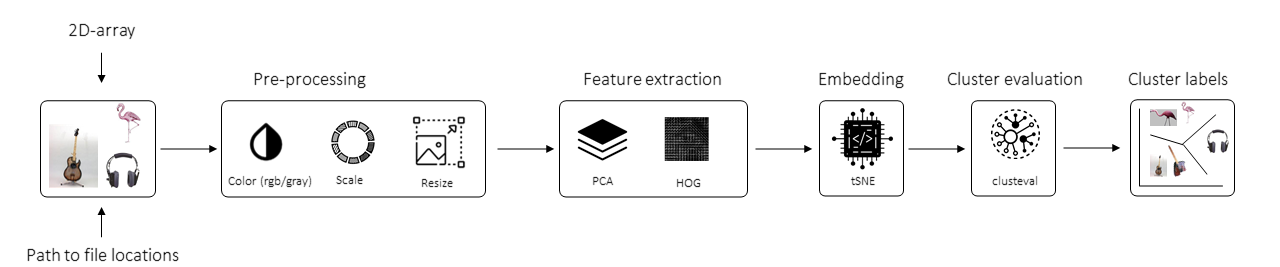 2D-array
Pre-processing
Feature extraction
Embedding
Cluster evaluation
Cluster labels
Color (rgb/gray)
Scale
Resize
PCA
HOG
</>
tSNE
clusteval
Path to file locations